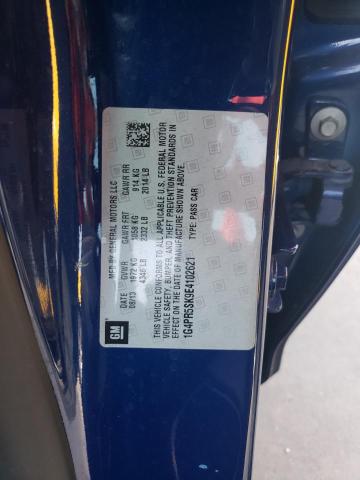 GM
MFD BY GENERAL MOTORS LLC
DATE GVWR GAWR FRT GAWR RR
08/13 1972 KG 1058 KG 914 KG
4346 LB 2332 LB 2014 LB
THIS VEHICLE CONFORMS TO ALL APPLICABLE U.S. FEDERAL MOTOR
VEHICLE SAFETY, BUMPER, AND THEFT PREVENTION STANDARDS IN
EFFECT ON THE DATE OF MANUFACTURE SHOWN ABOVE.
1G4PR5SK9E4102621 TYPE: PASS CAR